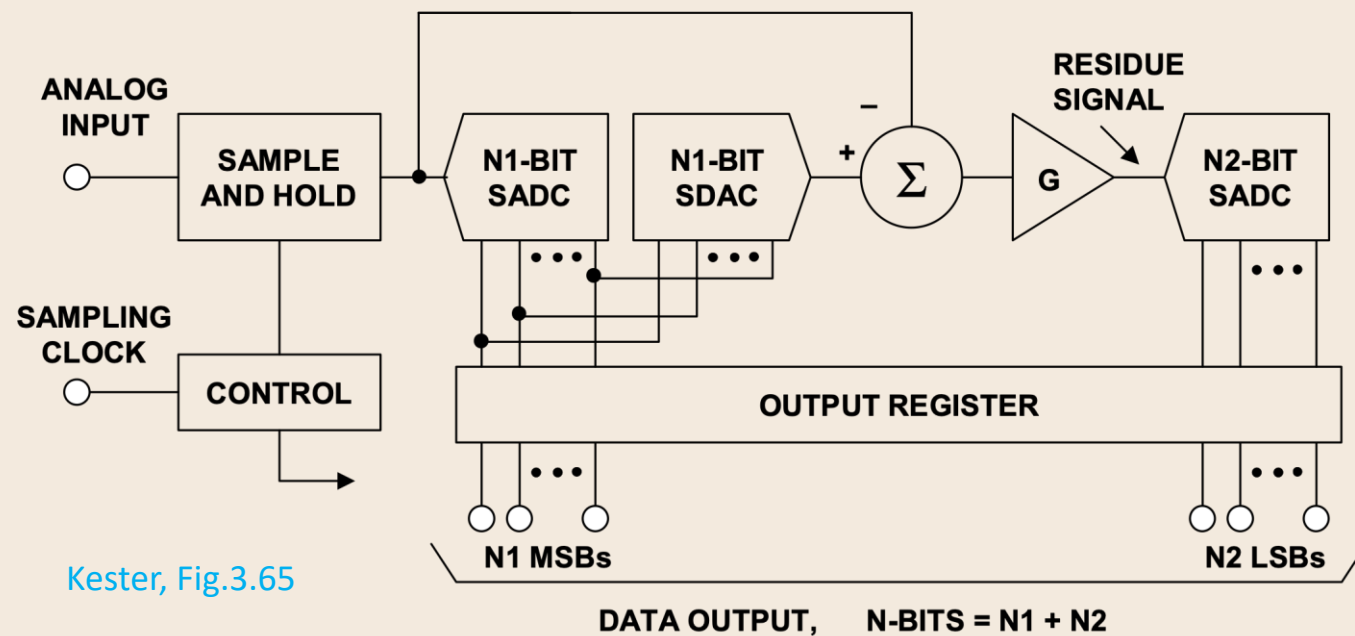 ANALOG
INPUT
SAMPLE
AND HOLD
N1-BIT
SADC
N1-BIT
SDAC
–
+
Σ
G
RESIDUE
SIGNAL
N2-BIT
SADC
SAMPLING
CLOCK
CONTROL
OUTPUT REGISTER
N1 MSBs
N2 LSBs
Kester, Fig.3.65
DATA OUTPUT, N-BITS = N1 + N2